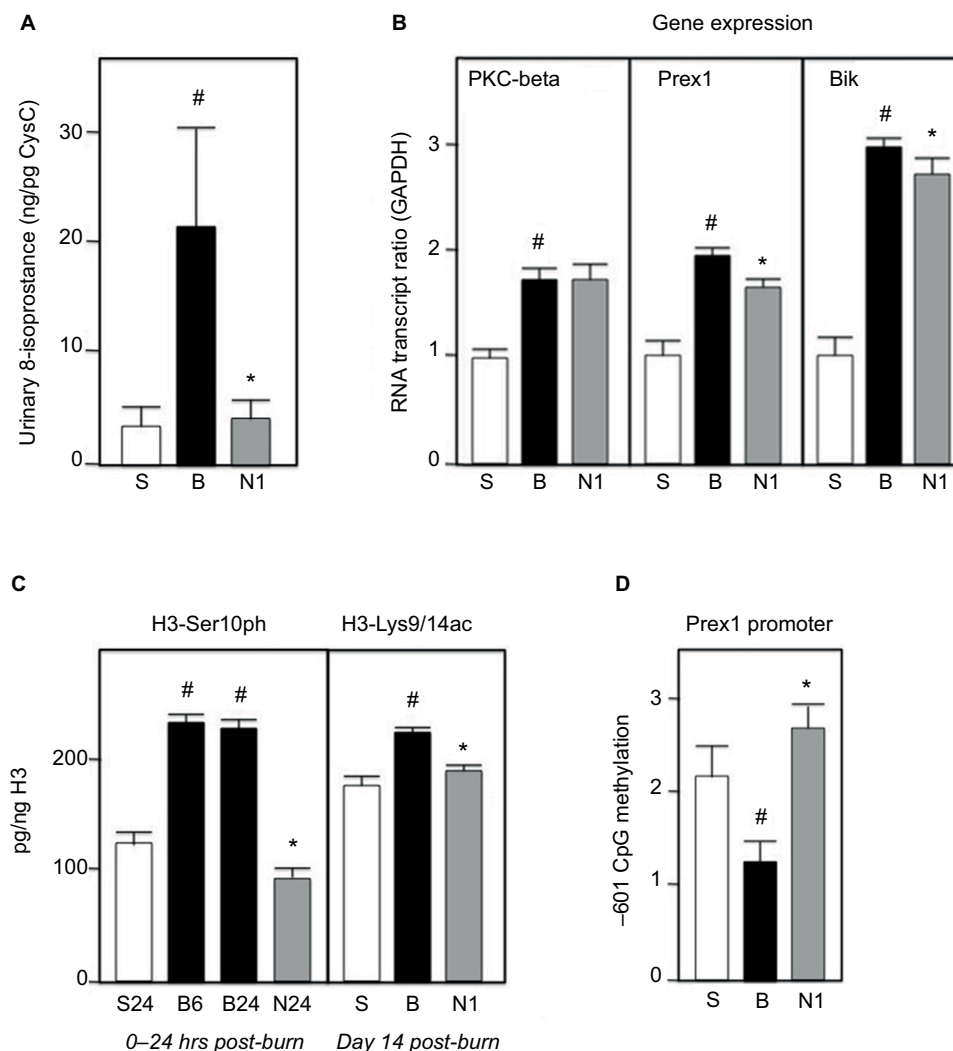 A
Urinary 8-isoprostance (ng/pg CysC)
30
20
10
0
#
*
S B N1
B
Gene expression
RNA transcript ratio (GAPDH)
3
2
1
0
PKC-beta
#
S B N1
Prex1
#
*
S B N1
Bik
#
*
S B N1
C
H3-Ser10ph
H3-Lys9/14ac
pg/ng H3
200
100
0
# #
*
#
*
S24 B6 B24 N24
S B N1
0–24 hrs post-burn
Day 14 post-burn
D
Prex1 promoter
–601 CpG methylation
3
2
1
0
#
*
S B N1